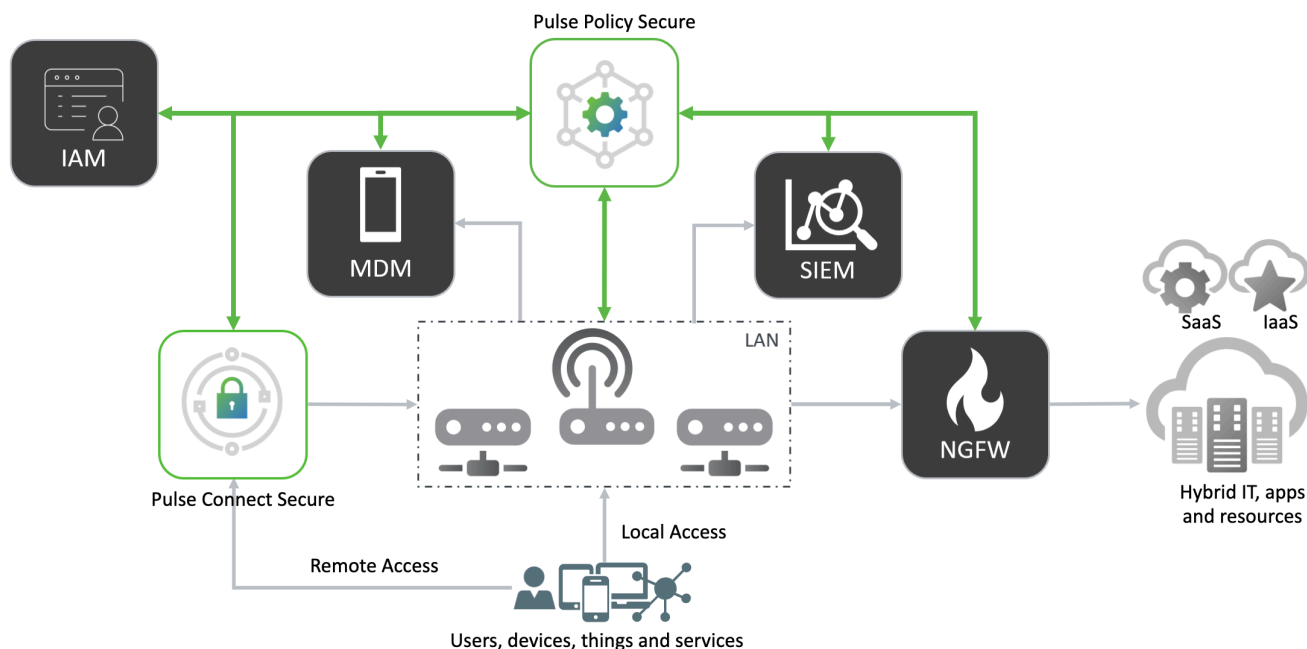 Pulse Policy Secure
IAM
MDM
SIEM
LAN
SaaS
IaaS
NGFW
Pulse Connect Secure
Hybrid IT, apps
and resources
Local Access
Remote Access
Users, devices, things and services